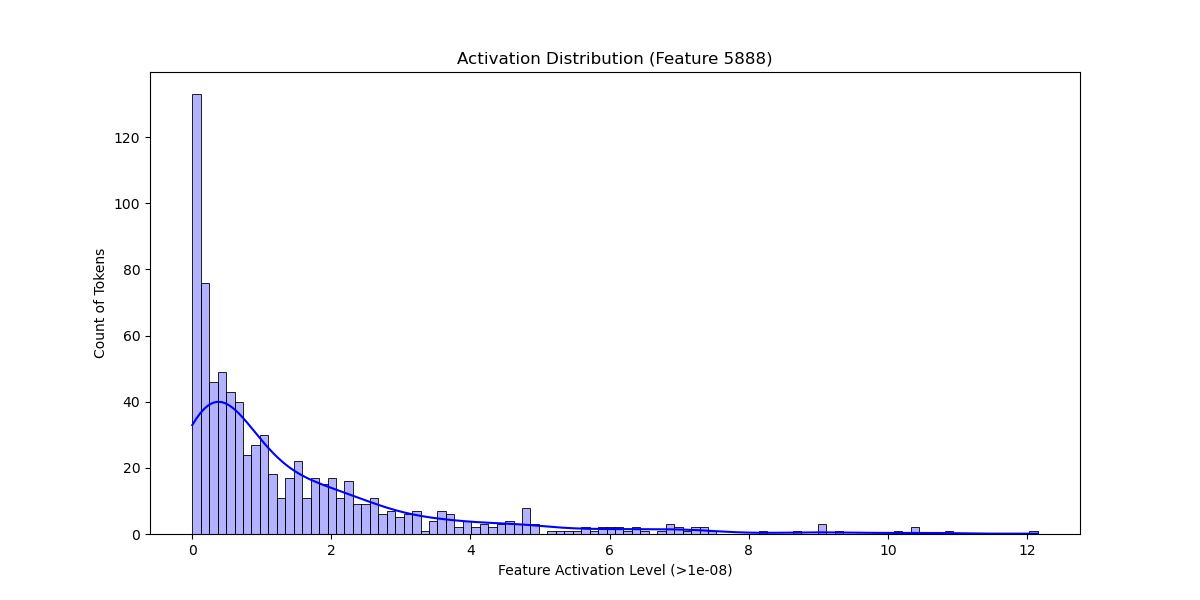 Activation Distribution (Feature 5888)
120
100
80
60
40
20
0
Count of Tokens
0 2 4 6 8 10 12
Feature Activation Level (>1e-08)